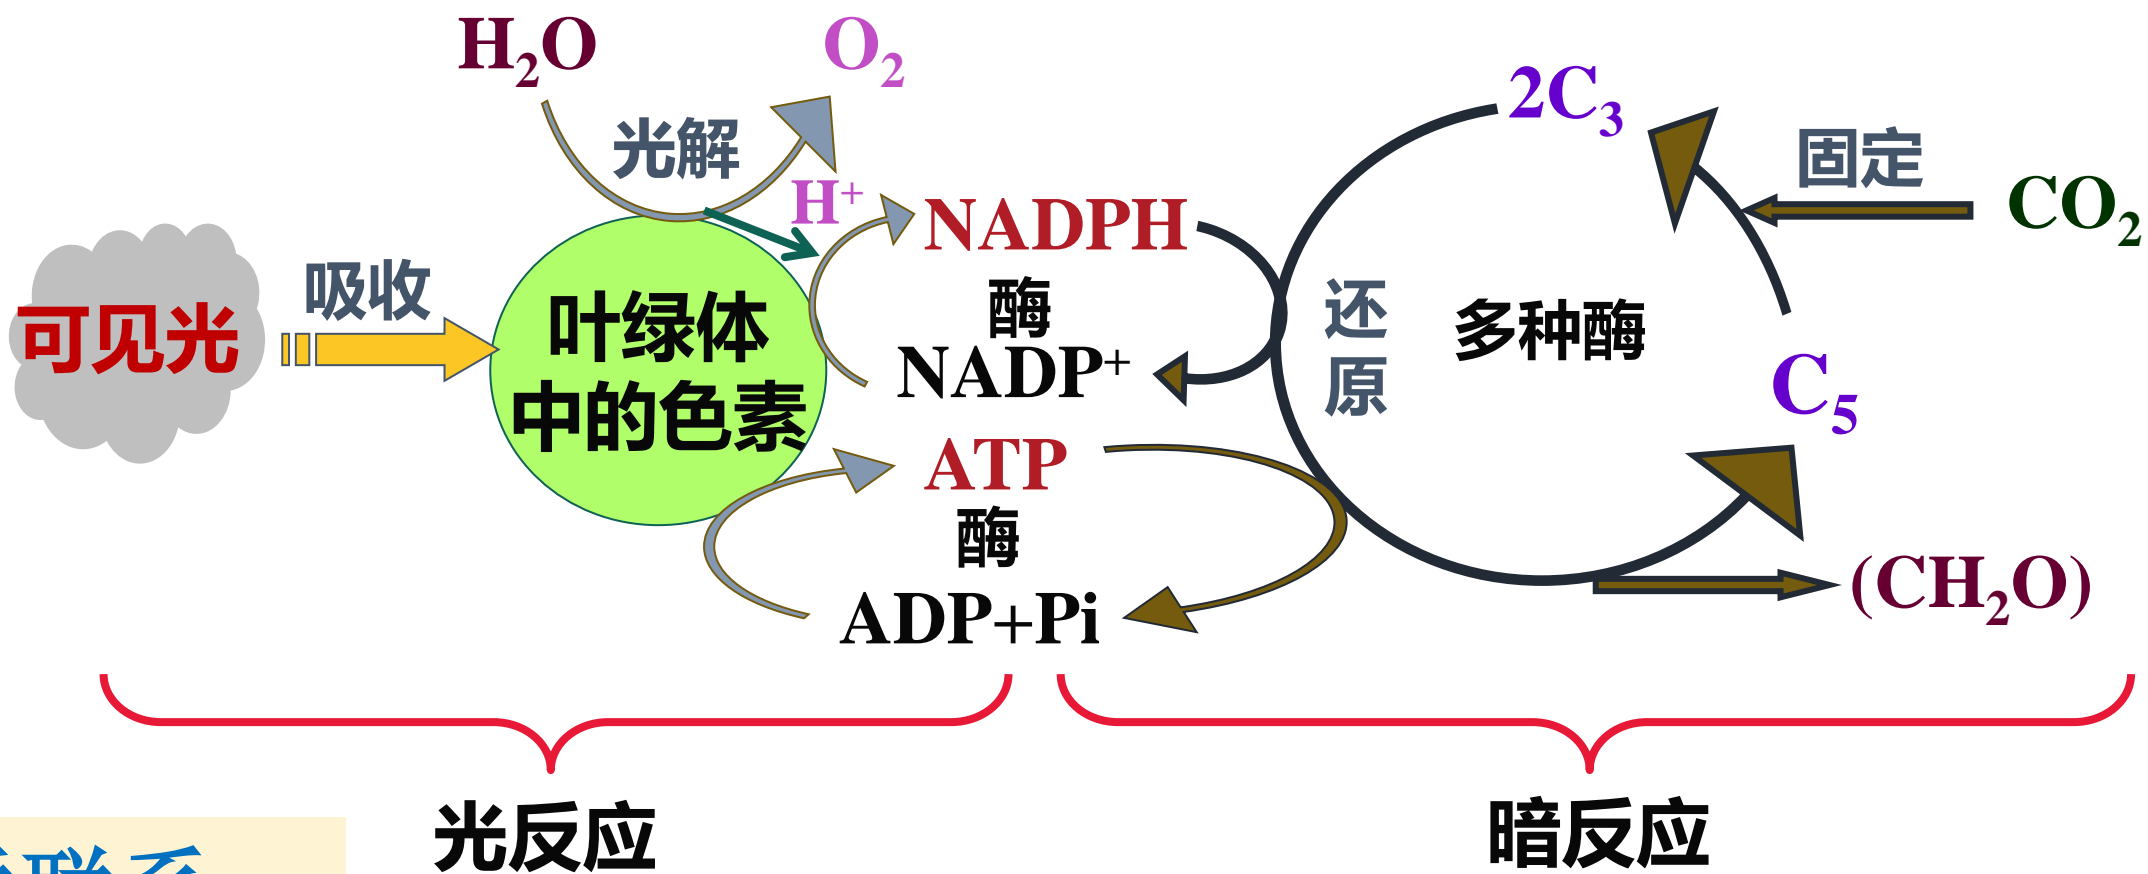 H₂O
O₂
光解
H⁺
可见光
吸收
叶绿体
中的色素
NADPH
酶
NADP⁺
ATP
酶
ADP+Pi
2C₃
固定
CO₂
还
原
多种酶
C₅
(CH₂O)
光反应
暗反应
联系